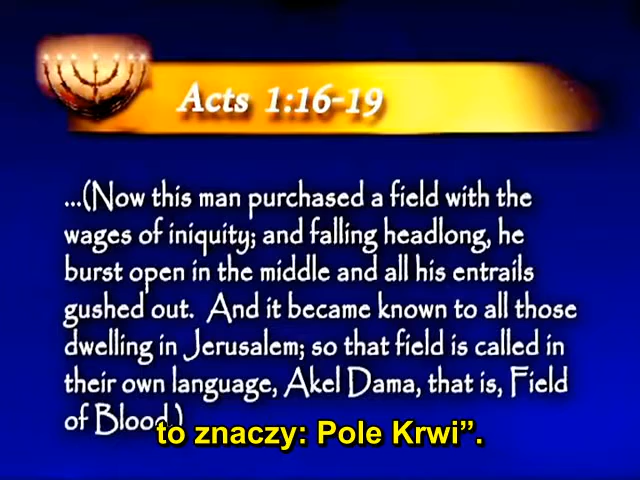 Acts 1:16-19
...(Now this man purchased a field with the
wages of iniquity; and falling headlong, he
burst open in the middle and all his entrails
gushed out. And it became known to all those
dwelling in Jerusalem; so that field is called in
their own language, Akel Dama, that is, Field
of Blood.)
to znaczy: Pole Krwi”.